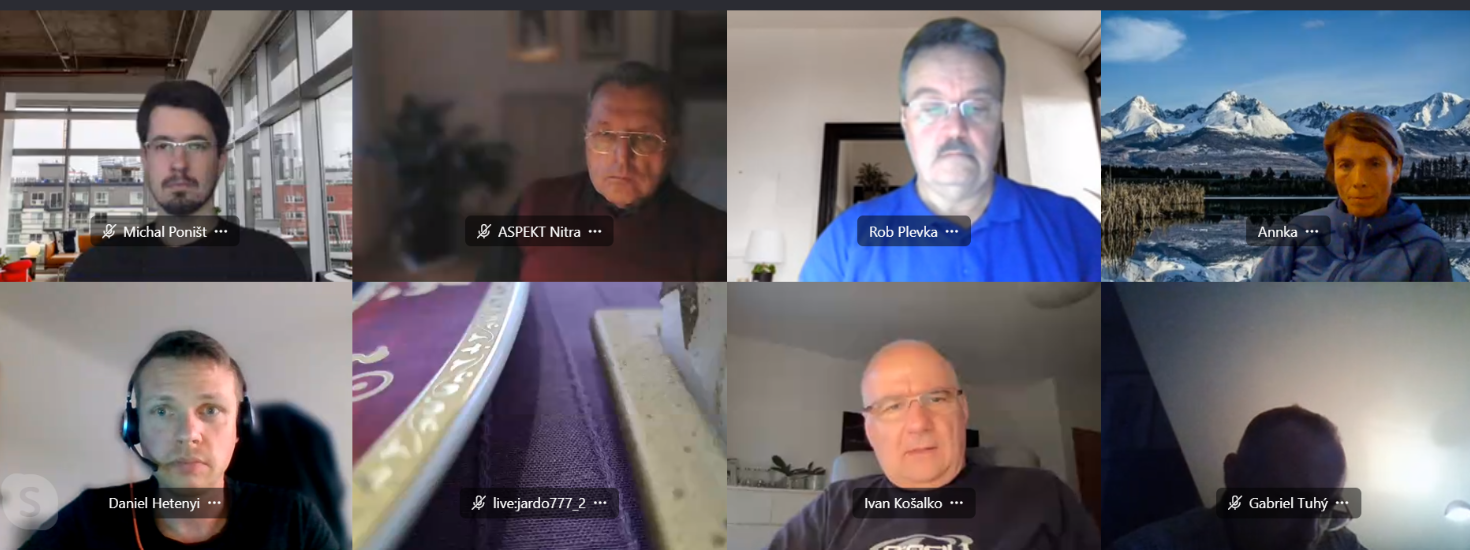 Michal Poništ
ASPEKT Nitra
Rob Plevka
Annka
Daniel Hetenyi
live:jardo777_2
Ivan Košalko
Gabriel Tuhý
S